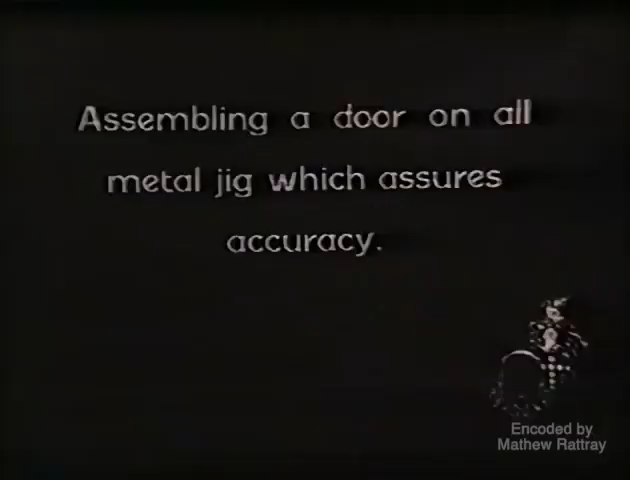 Assembling a door on all
metal jig which assures
accuracy.
Encoded by
Mathew Rattray